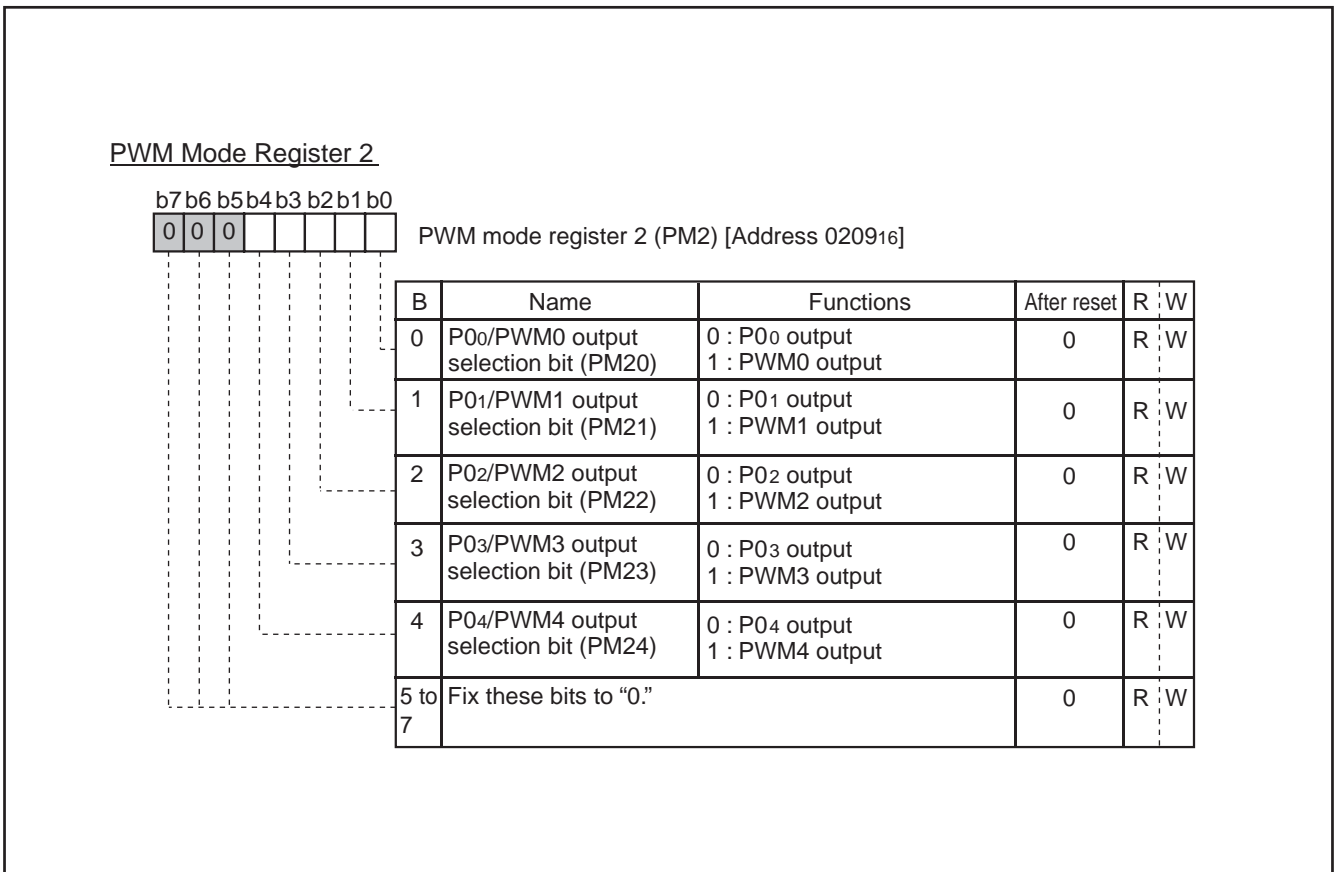 PWM Mode Register 2
b7 b6 b5 b4 b3 b2 b1 b0
0 0 0
PWM mode register 2 (PM2) [Address 020916]
B Name Functions After reset R W
0 P00/PWM0 output selection bit (PM20) 0 : P00 output 1 : PWM0 output 0 R W
1 P01/PWM1 output selection bit (PM21) 0 : P01 output 1 : PWM1 output 0 R W
2 P02/PWM2 output selection bit (PM22) 0 : P02 output 1 : PWM2 output 0 R W
3 P03/PWM3 output selection bit (PM23) 0 : P03 output 1 : PWM3 output 0 R W
4 P04/PWM4 output selection bit (PM24) 0 : P04 output 1 : PWM4 output 0 R W
5 to 7 Fix these bits to “0.” 0 R W